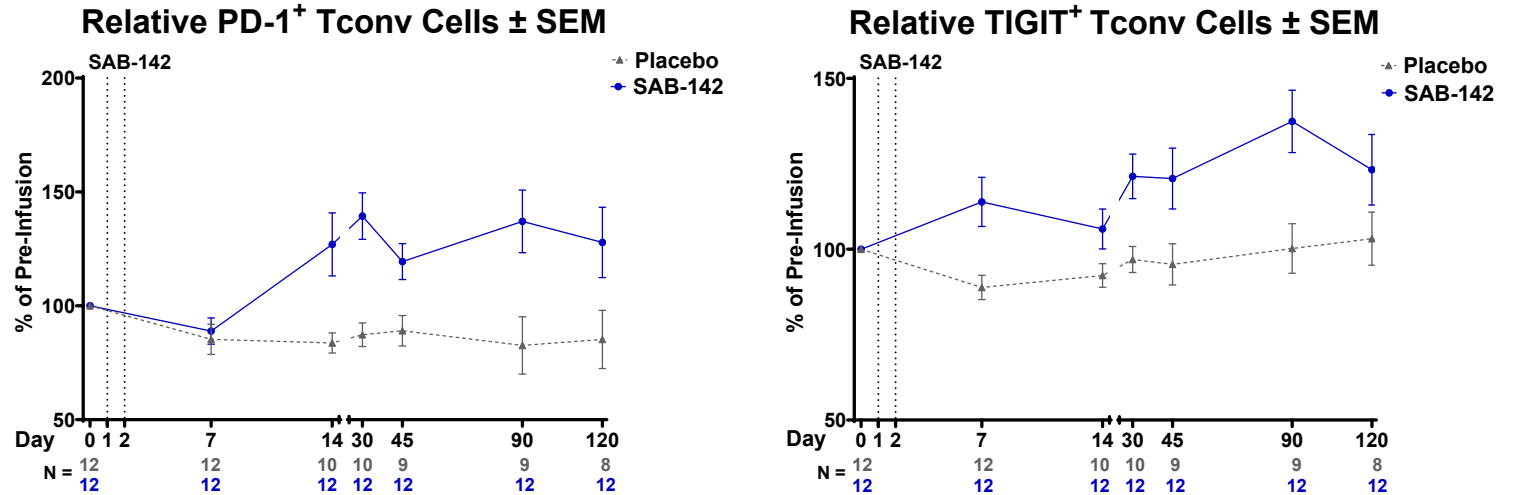 Relative PD-1+ Tconv Cells ± SEM
SAB-142
Placebo
SAB-142
% of Pre-Infusion
200
150
100
50
Day 0 1 2 7 14 30 45 90 120
N = 12 12 10 10 9 9 8
12 12 12 12 12 12 12
Relative TIGIT+ Tconv Cells ± SEM
SAB-142
Placebo
SAB-142
% of Pre-Infusion
150
100
50
Day 0 1 2 7 14 30 45 90 120
N = 12 12 10 10 9 9 8
12 12 12 12 12 12 12